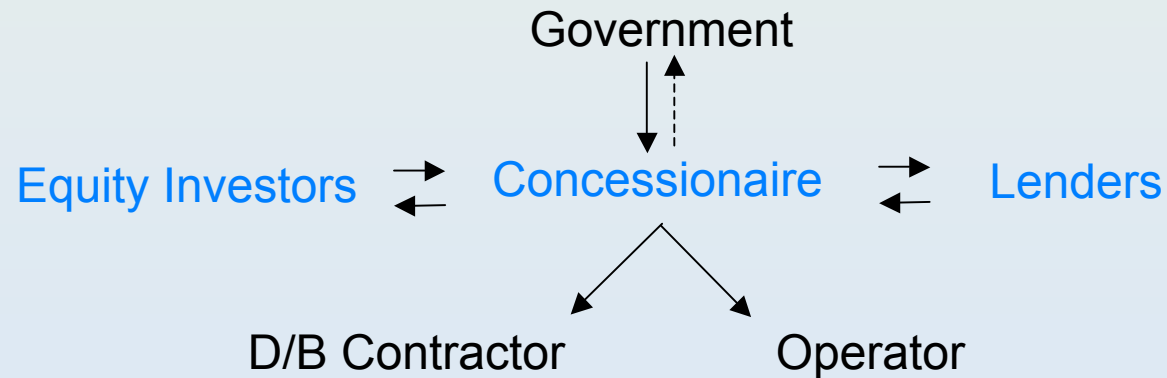 Government
Equity Investors Concessionaire Lenders
D/B Contractor Operator